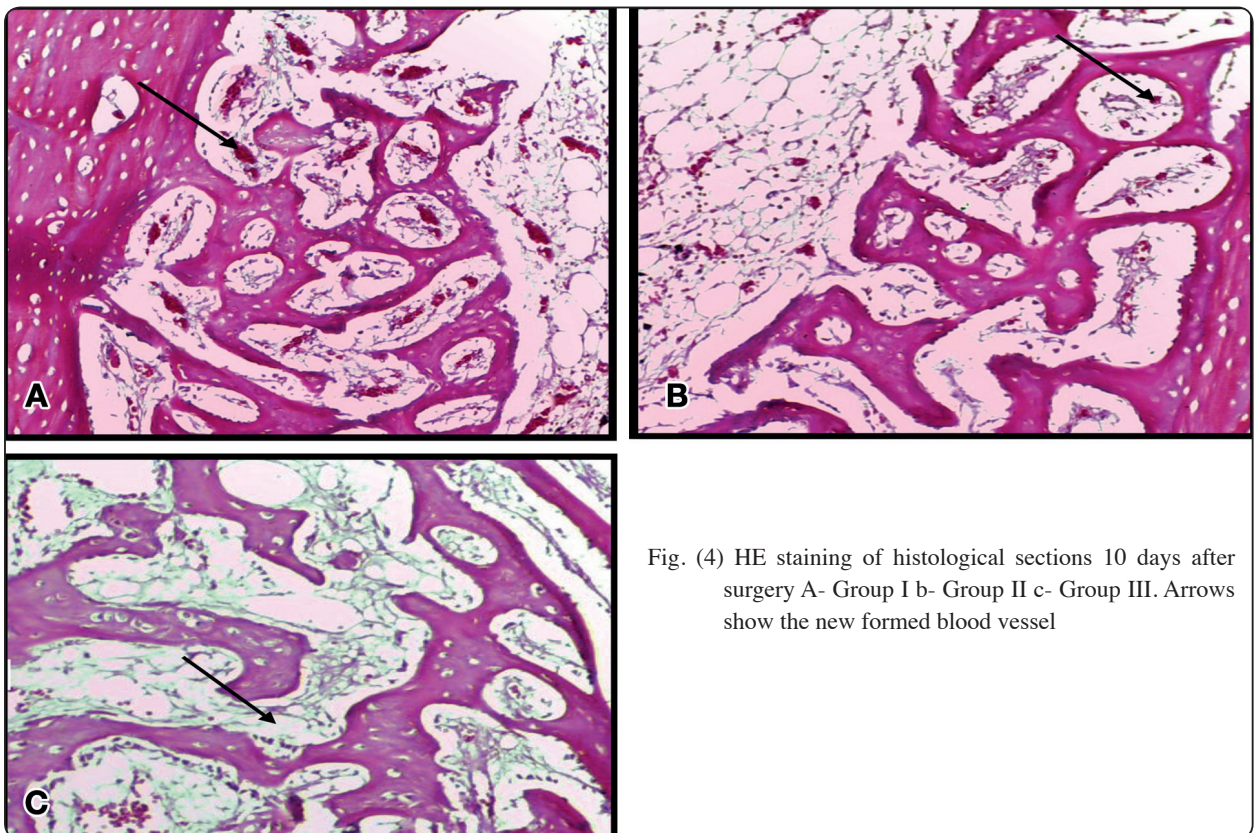 A
B
C
Fig. (4) HE staining of histological sections 10 days after
surgery A- Group I b- Group II c- Group III. Arrows
show the new formed blood vessel